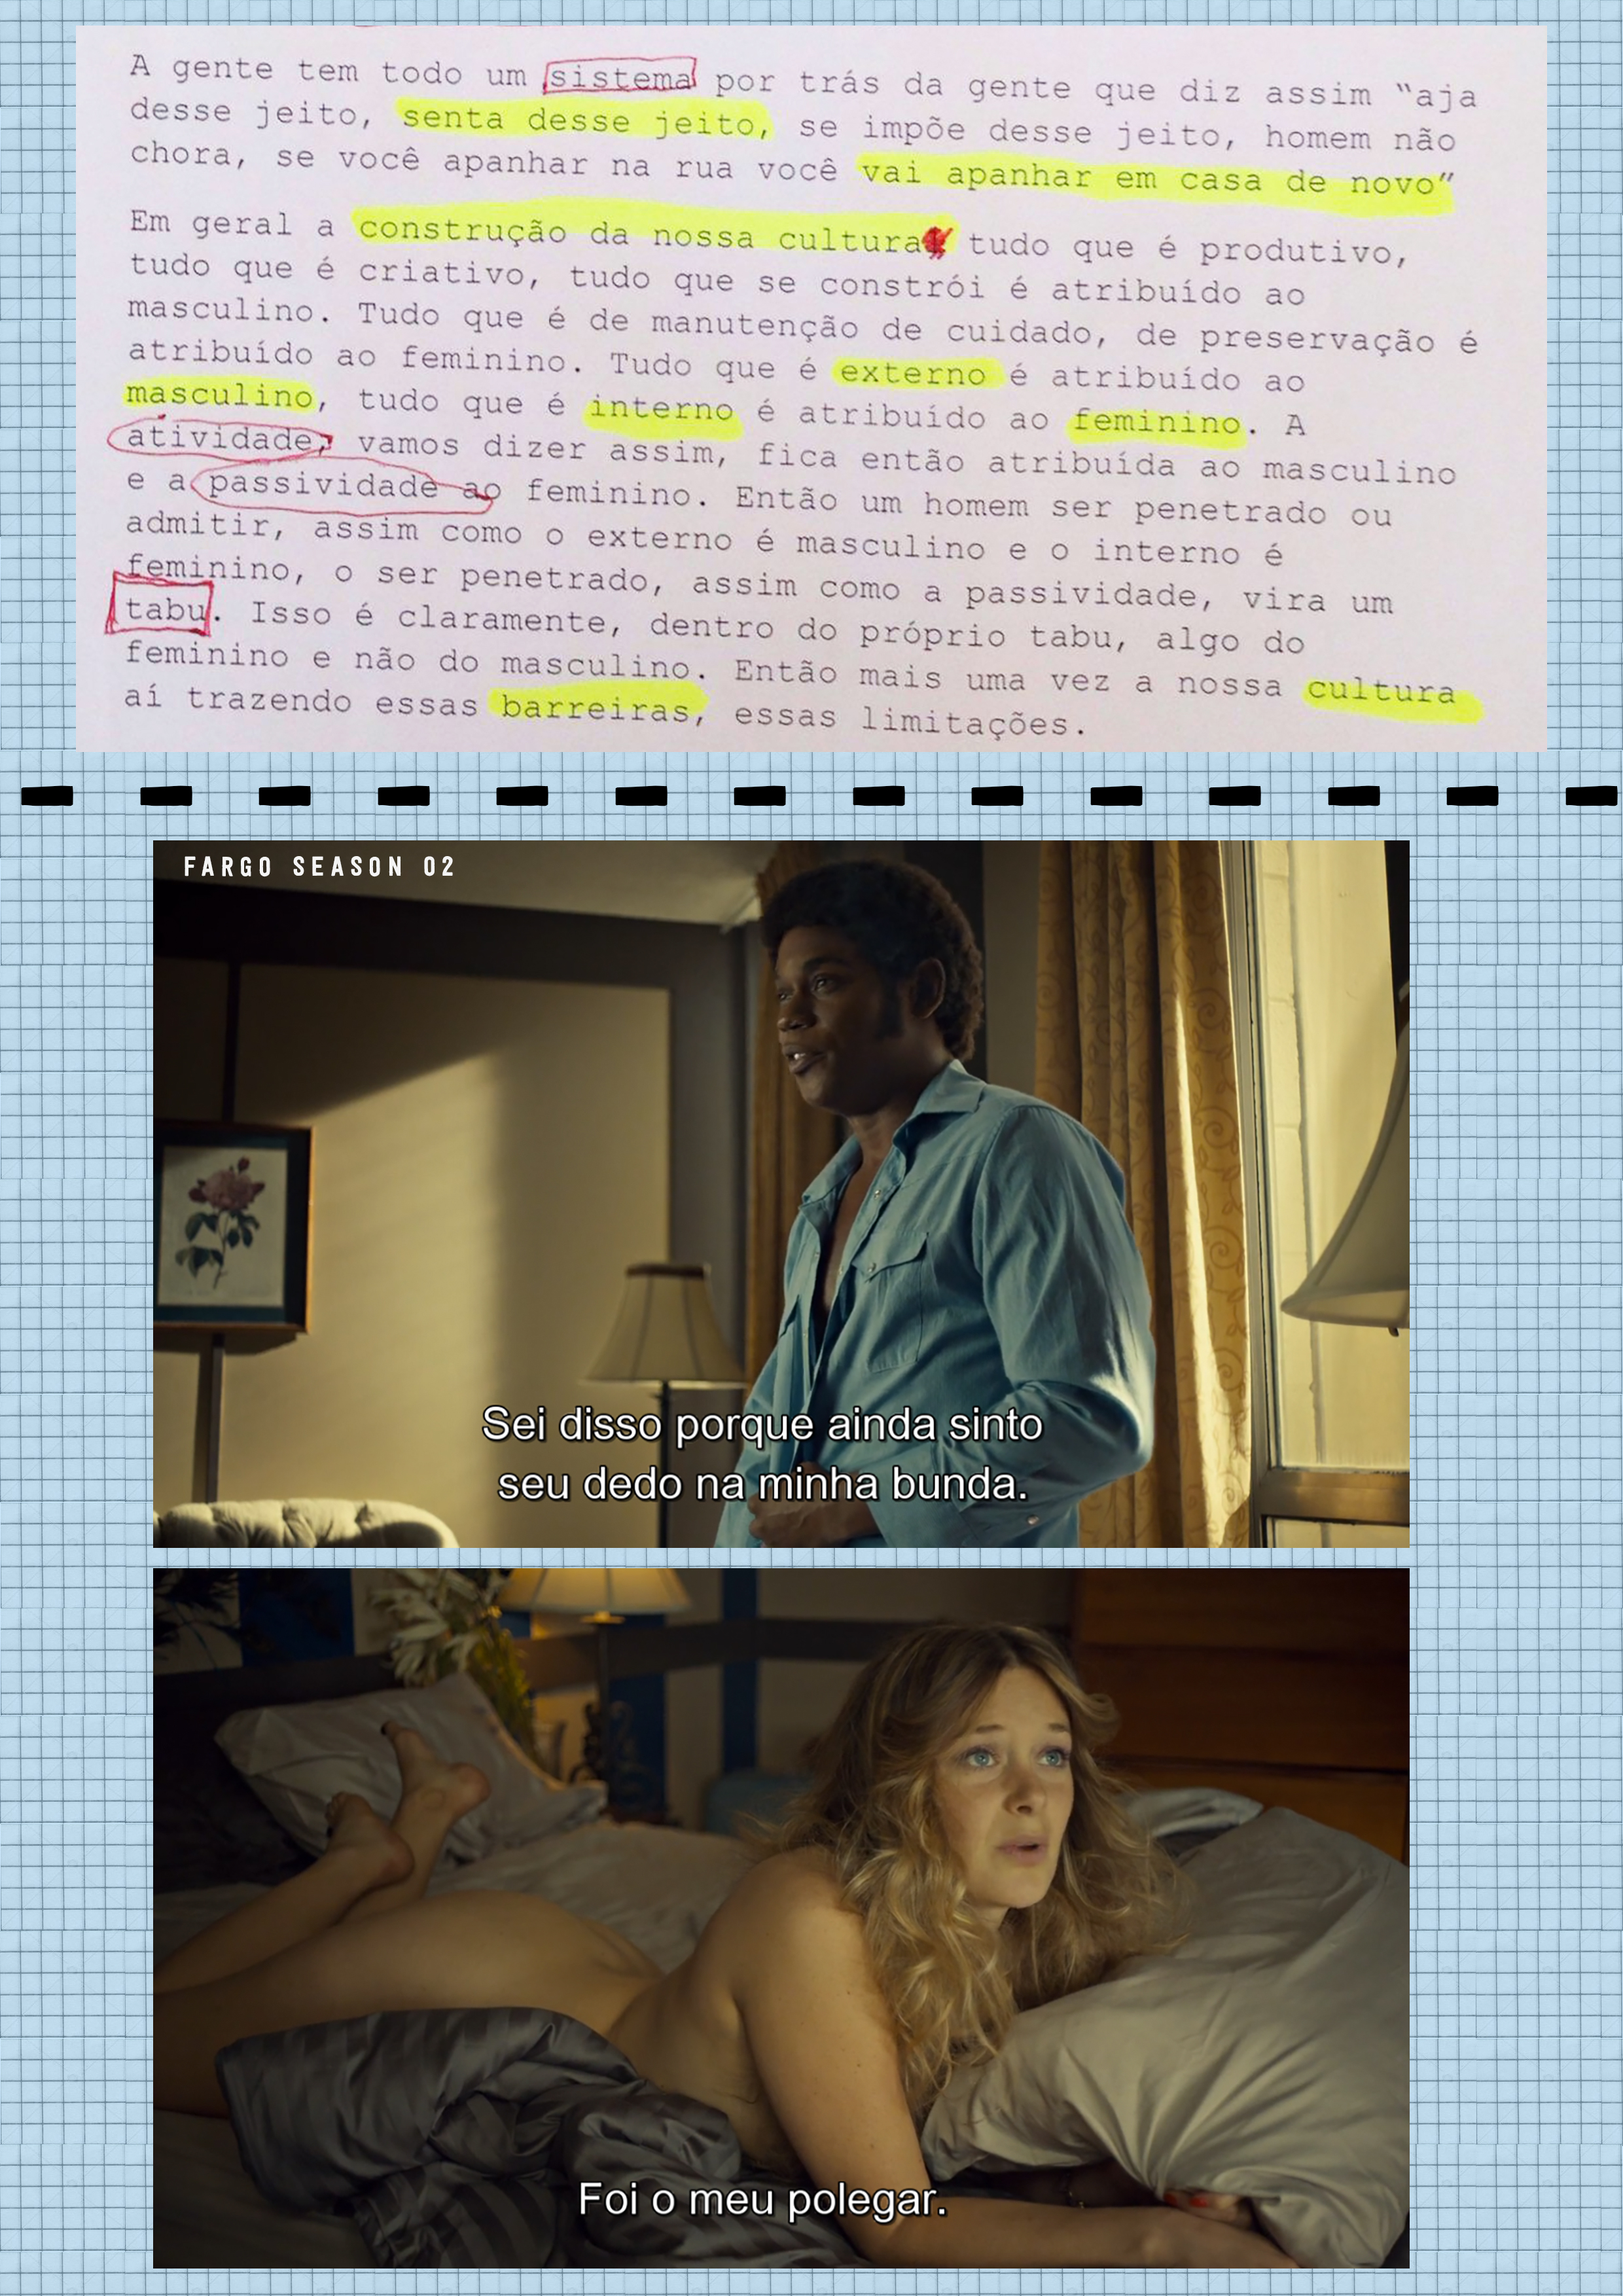 A gente tem todo um sistema por trás da gente que diz assim “aja
desse jeito, senta desse jeito, se impõe desse jeito, homem não
chora, se você apanhar na rua você vai apanhar em casa de novo”
Em geral a construção da nossa cultura tudo que é produtivo,
tudo que é criativo, tudo que se constrói é atribuído ao
masculino. Tudo que é de manutenção de cuidado, de preservação é
atribuído ao feminino. Tudo que é externo é atribuído ao
masculino, tudo que é interno é atribuído ao feminino. A
atividade, vamos dizer assim, fica então atribuída ao masculino
e a passividade ao feminino. Então um homem ser penetrado ou
admitir, assim como o externo é masculino e o interno é
feminino, o ser penetrado, assim como a passividade, vira um
tabu. Isso é claramente, dentro do próprio tabu, algo do
feminino e não do masculino. Então mais uma vez a nossa cultura
aí trazendo essas barreiras, essas limitações.
FARGO SEASON 02
Sei disso porque ainda sinto
seu dedo na minha bunda.
Foi o meu polegar.